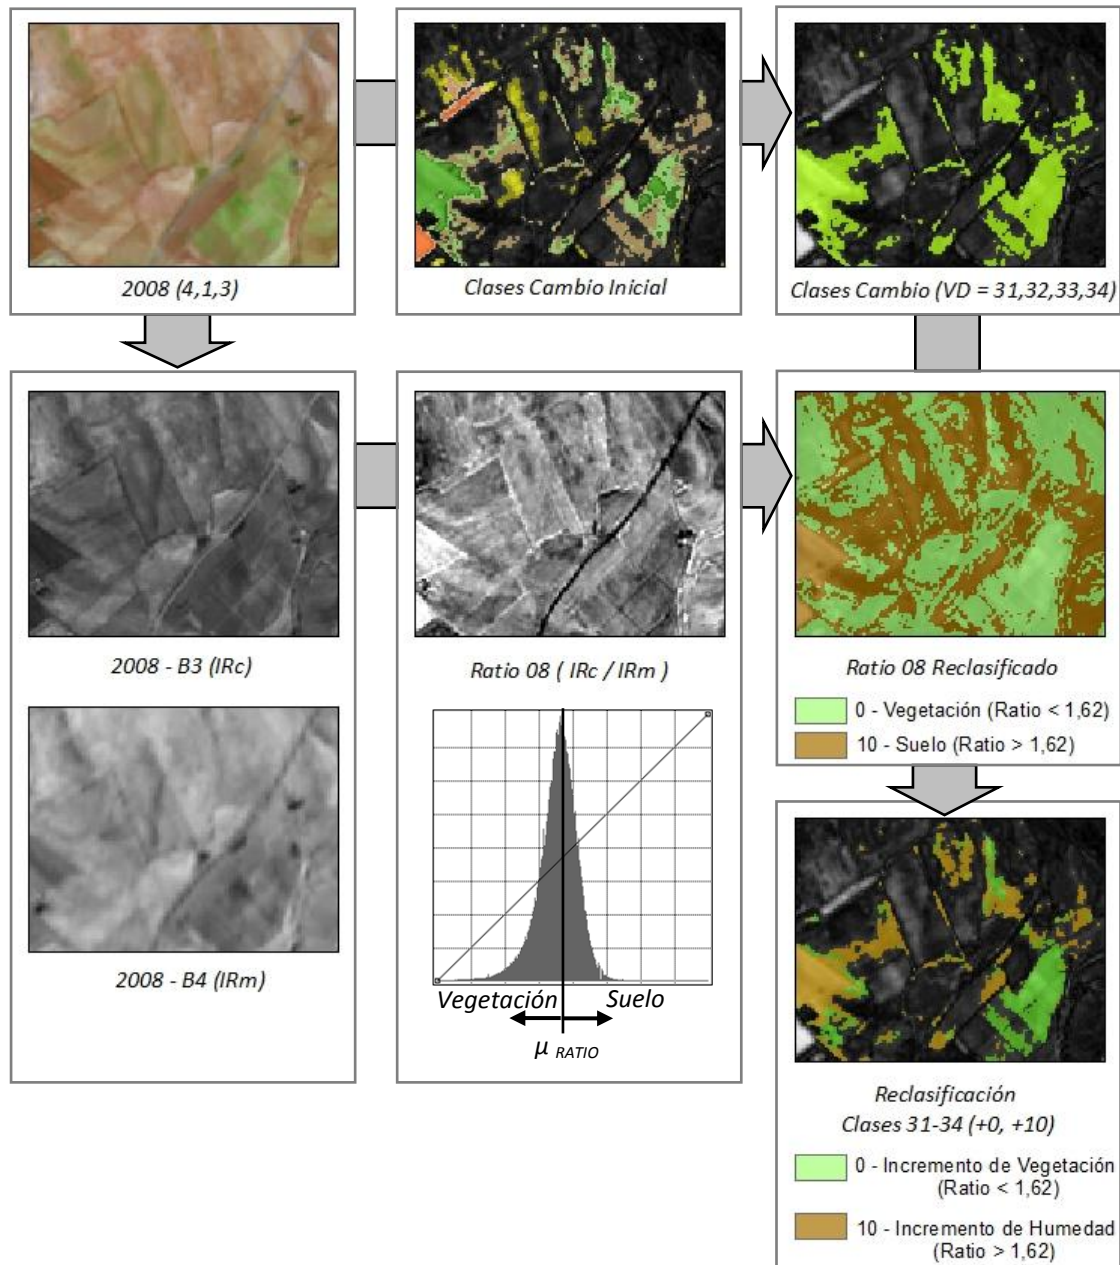 2008 (4,1,3)
Clases Cambio Inicial
Clases Cambio (VD = 31,32,33,34)
2008 - B3 (IRc)
Ratio 08 ( IRc / IRm )
Ratio 08 Reclasificado
0 - Vegetación (Ratio < 1,62)
10 - Suelo (Ratio > 1,62)
2008 - B4 (IRm)
Vegetación
Suelo
μ RATIO
Reclasificación
Clases 31-34 (+0, +10)
0 - Incremento de Vegetación
(Ratio < 1,62)
10 - Incremento de Humedad
(Ratio > 1,62)